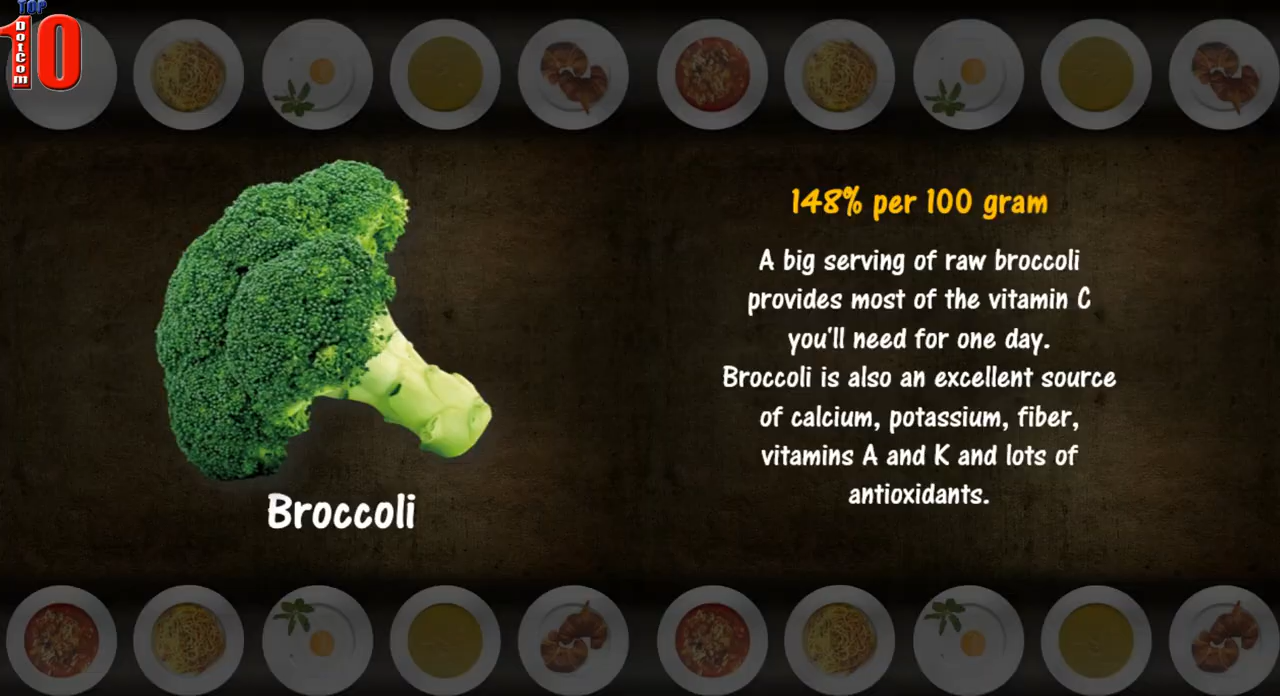 TOP
10
Dotcom
148% per 100 gram
A big serving of raw broccoli
provides most of the vitamin C
you'll need for one day.
Broccoli is also an excellent source
of calcium, potassium, fiber,
vitamins A and K and lots of
antioxidants.
Broccoli